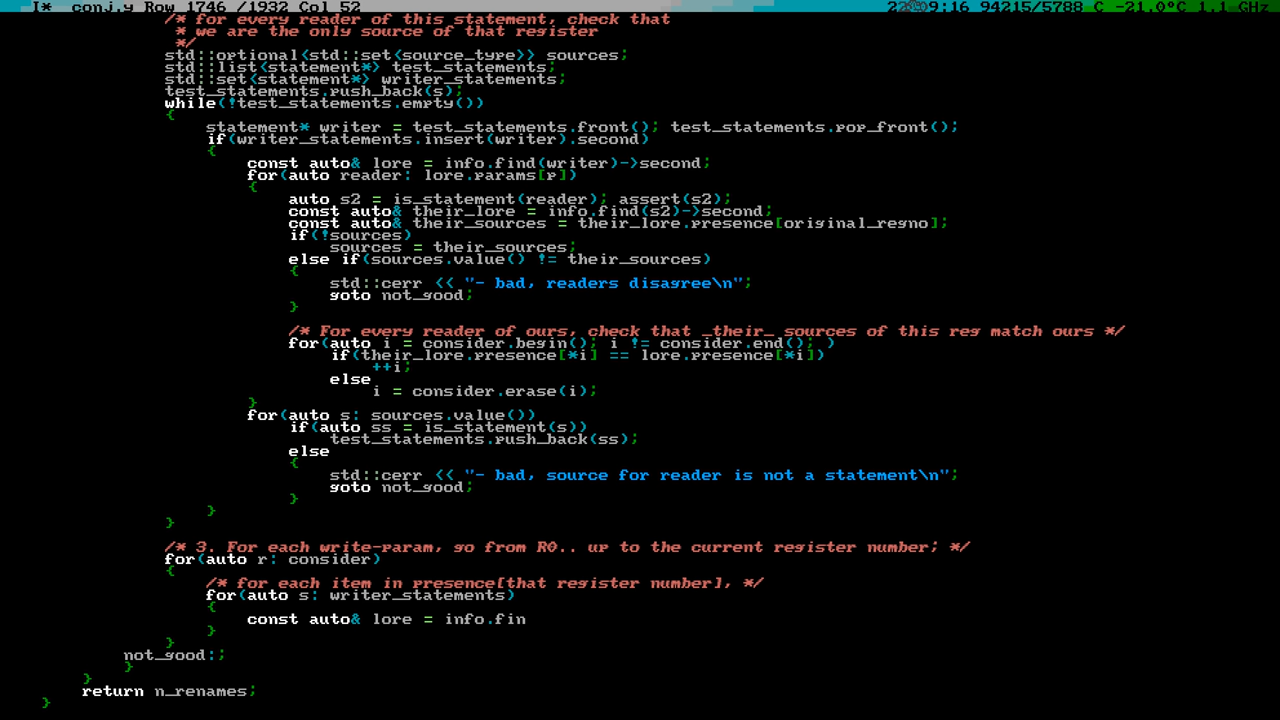 I* conj.y Row 1746 /1932 Col 52 22:09:16 94215/5788 C -21.0°C 1.1 GHz
/* for every reader of this statement, check that
 * we are the only source of that register
 */
std::optional<std::set<source_type>> sources;
std::list<statement*> test_statements;
std::set<statement*> writer_statements;
test_statements.push_back(s);
while(!test_statements.empty())
{
    statement* writer = test_statements.front(); test_statements.pop_front();
    if(writer_statements.insert(writer).second)
    {
        const auto& lore = info.find(writer)->second;
        for(auto reader: lore.params[p])
        {
            auto s2 = is_statement(reader); assert(s2);
            const auto& their_lore = info.find(s2)->second;
            const auto& their_sources = their_lore.presence[original_regno];
            if(!sources)
                sources = their_sources;
            else if(sources.value() != their_sources)
            {
                std::cerr << "- bad, readers disagree\n";
                goto not_good;
            }
            /* For every reader of ours, check that _their_ sources of this reg match ours */
            for(auto i = consider.begin(); i != consider.end(); )
                if(their_lore.presence[*i] == lore.presence[*i])
                    ++i;
                else
                    i = consider.erase(i);
        }
        for(auto s: sources.value())
            if(auto ss = is_statement(s))
                test_statements.push_back(ss);
            else
            {
                std::cerr << "- bad, source for reader is not a statement\n";
                goto not_good;
            }
    }
}
/* 3. For each write-param, go from R0.. up to the current register number; */
for(auto r: consider)
{
    /* for each item in presence[that register number], */
    for(auto s: writer_statements)
    {
        const auto& lore = info.fin
    }
}
not_good:;
}
}
return n_renames;
}